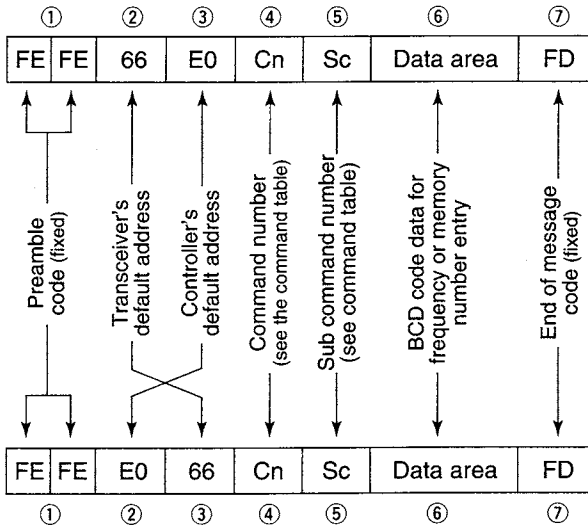 ① ② ③ ④ ⑤ ⑥ ⑦
FE FE 66 E0 Cn Sc Data area FD
Preamble
code (fixed)
Transceiver's
default address
Controller's
default address
Command number
(see the command table)
Sub command number
(see command table)
BCD code data for
frequency or memory
number entry
End of message
code (fixed)
FE FE E0 66 Cn Sc Data area FD
① ② ③ ④ ⑤ ⑥ ⑦